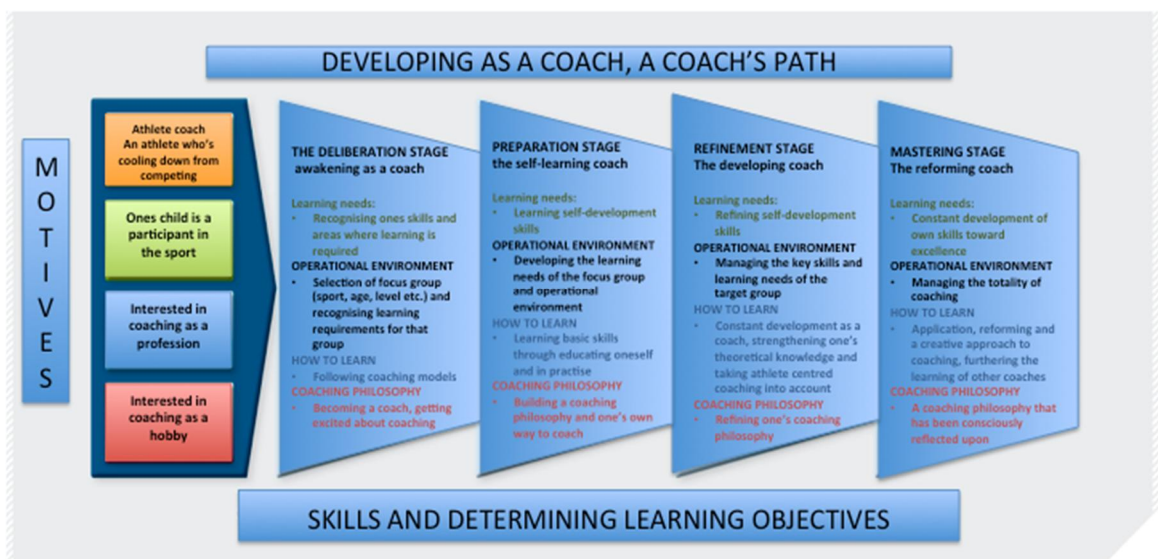 DEVELOPING AS A COACH, A COACH'S PATH
MOTIVES
Athlete coach
An athlete who's
cooling down from
competing
Ones child is a
participant in
the sport
Interested in
coaching as a
profession
Interested in
coaching as a
hobby
THE DELIBERATION STAGE
awakening as a coach
Learning needs:
• Recognising ones skills and
areas where learning is
required
OPERATIONAL ENVIRONMENT
• Selection of focus group
(sport, age, level etc.) and
recognising learning
requirements for that
group
HOW TO LEARN
• Following coaching models
COACHING PHILOSOPHY
• Becoming a coach, getting
excited about coaching
PREPARATION STAGE
the self-learning coach
Learning needs:
• Learning self-development
skills
OPERATIONAL ENVIRONMENT
• Developing the learning
needs of the focus group
and operational
environment
HOW TO LEARN
• Learning basic skills
through educating oneself
and in practise
COACHING PHILOSOPHY
• Building a coaching
philosophy and one's own
way to coach
REFINEMENT STAGE
The developing coach
Learning needs:
• Refining self-development
skills
OPERATIONAL ENVIRONMENT
• Managing the key skills and
learning needs of the
target group
HOW TO LEARN
• Constant development as a
coach, strengthening one's
theoretical knowledge and
taking athlete centred
coaching into account
COACHING PHILOSOPHY
• Refining one's coaching
philosophy
MASTERING STAGE
The reforming coach
Learning needs:
• Constant development of
own skills toward
excellence
OPERATIONAL ENVIRONMENT
• Managing the totality of
coaching
HOW TO LEARN
• Application, reforming and
a creative approach to
coaching, furthering the
learning of other coaches
COACHING PHILOSOPHY
• A coaching philosophy that
has been consciously
reflected upon
SKILLS AND DETERMINING LEARNING OBJECTIVES